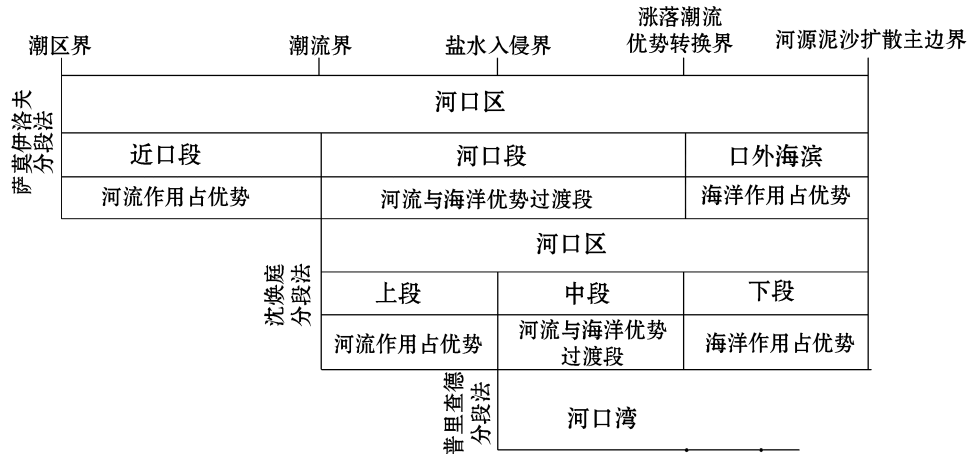 涨落潮流
潮区界
潮流界
盐水入侵界
优势转换界
河源泥沙扩散主边界
萨莫伊洛夫
分段法
河口区
近口段
河口段
口外海滨
河流作用占优势
河流与海洋优势过渡段
海洋作用占优势
沈焕庭
分段法
河口区
上段
中段
下段
河流作用占优势
河流与海洋优势
过渡段
海洋作用占优势
普里查德
分段法
河口湾